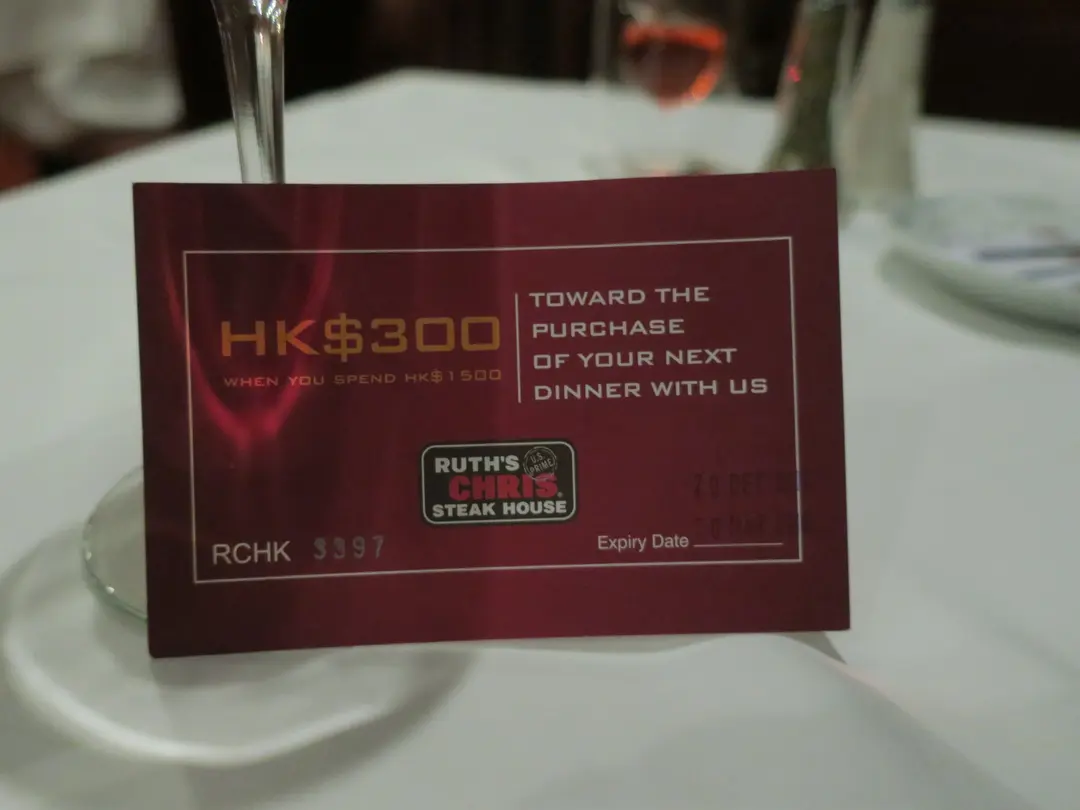 HK$300
WHEN YOU SPEND HK$1500
TOWARD THE
PURCHASE
OF YOUR NEXT
DINNER WITH US
RUTH'S
U.S.
PRIME
CHRIS®
STEAK HOUSE
RCHK 3397
Expiry Date